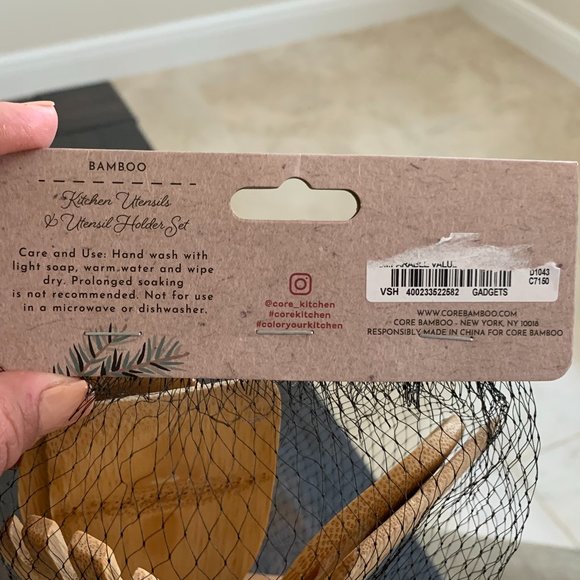 BAMBOO
Kitchen Utensils
& Utensil Holder Set
Care and Use: Hand wash with
light soap, warm water and wipe
dry. Prolonged soaking
is not recommended. Not for use
in a microwave or dishwasher.
@core_kitchen
#corekitchen
#coloryourkitchen
VALU
D1043
C7150
VSH 400233522582 GADGETS
WWW.COREBAMBOO.COM
CORE BAMBOO - NEW YORK, NY 10018
RESPONSIBLY MADE IN CHINA FOR CORE BAMBOO